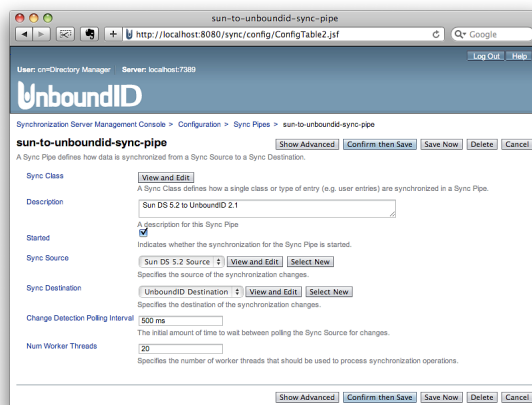 sun-to-unboundid-sync-pipe
http://localhost:8080/sync/config/ConfigTable2.jsf
Google
Log Out Help
User: cn=Directory Manager Server: localhost:7389
UnboundID
Synchronization Server Management Console > Configuration > Sync Pipes > sun-to-unboundid-sync-pipe
sun-to-unboundid-sync-pipe
Show Advanced Confirm then Save Save Now Delete Cancel
A Sync Pipe defines how data is synchronized from a Sync Source to a Sync Destination.
Sync Class View and Edit
A Sync Class defines how a single class or type of entry (e.g. user entries) are synchronized in a Sync Pipe.
Description Sun DS 5.2 to UnboundID 2.1
A description for this Sync Pipe
Started
Indicates whether the synchronization for the Sync Pipe is started.
Sync Source Sun DS 5.2 Source View and Edit Select New
Specifies the source of the synchronization changes.
Sync Destination UnboundID Destination View and Edit Select New
Specifies the destination of the synchronization changes.
Change Detection Polling Interval 500 ms
The initial amount of time to wait between polling the Sync Source for changes.
Num Worker Threads 20
Specifies the number of worker threads that should be used to process synchronization operations.
Show Advanced Confirm then Save Save Now Delete Cancel